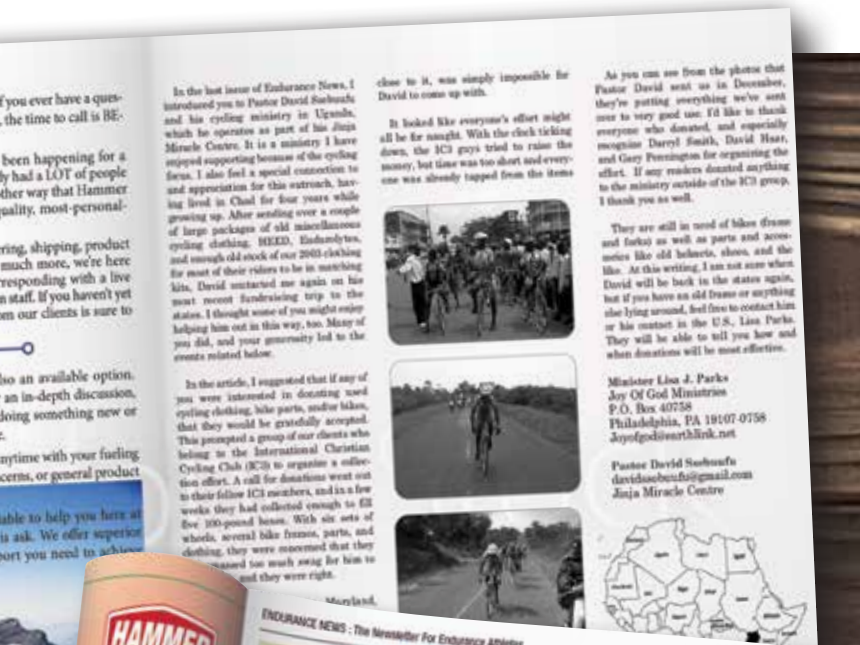 f you ever have a ques-
, the time to call is BE-
been happening for a
ly had a LOT of people
other way that Hammer
uality, most-personal-
ering, shipping, product
much more, we're here
responding with a live
n staff. If you haven't yet
om our clients is sure to
lso an available option.
an in-depth discussion,
doing something new or
e.
nytime with your fueling
cerns, or general product
able to help you here at
is ask. We offer superior
port you need to achieve
In the last issue of Endurance News, I
introduced you to Pastor David Ssebuufu
and his cycling ministry in Uganda,
which he operates as part of his Jinja
Miracle Centre. It is a ministry I have
enjoyed supporting because of the cycling
focus. I also feel a special connection to
and appreciation for this outreach, hav-
ing lived in Chad for four years while
growing up. After sending over a couple
of large packages of old miscellaneous
cycling clothing, HEED, Endurolytes,
and enough old stock of our 2003 clothing
for most of their riders to be in matching
kits, David contacted me again on his
most recent fundraising trip to the
states. I thought some of you might enjoy
helping him out in this way, too. Many of
you did, and your generosity led to the
events related below.
In the article, I suggested that if any of
you were interested in donating used
cycling clothing, bike parts, and/or bikes,
that they would be gratefully accepted.
This prompted a group of our clients who
belong to the International Christian
Cycling Club (IC3) to organize a collec-
tion effort. A call for donations went out
to their fellow IC3 members, and in a few
weeks they had collected enough to fill
five 100-pound boxes. With six sets of
wheels, several bike frames, parts, and
clothing, they were concerned that they
massed too much swag for him to
and they were right.
Maryland,
close to it, was simply impossible for
David to come up with.
It looked like everyone's effort might
all be for naught. With the clock ticking
down, the IC3 guys tried to raise the
money, but time was too short and every-
one was already tapped from the items
As you can see from the photos that
Pastor David sent us in December,
they're putting everything we've sent
over to very good use. I'd like to thank
everyone who donated, and especially
recognize Darryl Smith, David Haar,
and Gary Pennington for organizing the
effort. If any readers donated anything
to the ministry outside of the IC3 group,
I thank you as well.
They are still in need of bikes (frame
and forks) as well as parts and acces-
sories like old helmets, shoes, and the
like. At this writing, I am not sure when
David will be back in the states again,
but if you have an old frame or anything
else lying around, feel free to contact him
or his contact in the U.S., Lisa Parks.
They will be able to tell you how and
when donations will be most effective.
Minister Lisa J. Parks
Joy Of God Ministries
P.O. Box 40758
Philadelphia, PA 19107-0758
Joyofgod@earthlink.net
Pastor David Ssebuufu
davidssebuufu@gmail.com
Jinja Miracle Centre
HAMMER
ENDURANCE NEWS : The Newsletter For Endurance Athletes